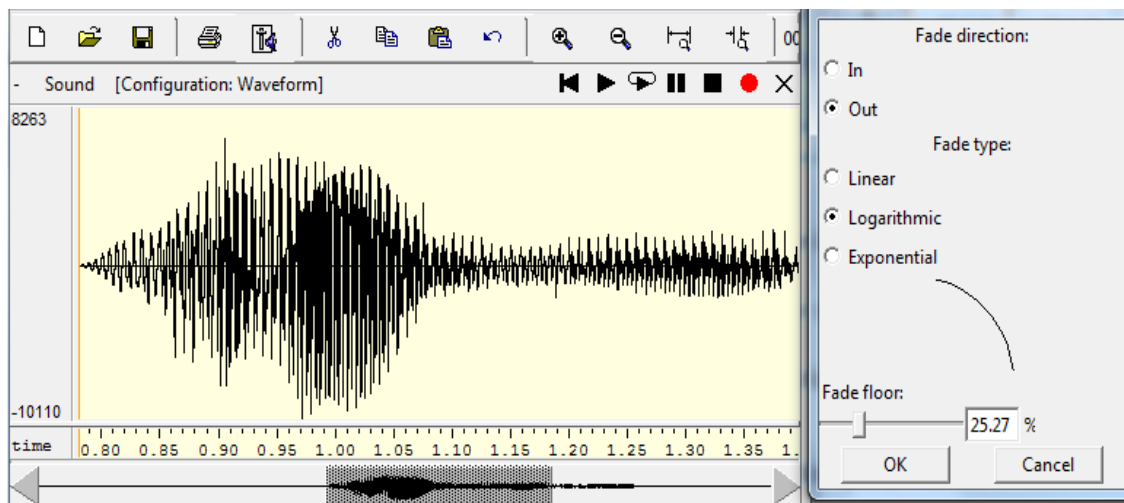 00
- Sound [Configuration: Waveform]
8263
-10110
time 0.80 0.85 0.90 0.95 1.00 1.05 1.10 1.15 1.20 1.25 1.30 1.35 1.
Fade direction:
In
Out
Fade type:
Linear
Logarithmic
Exponential
Fade floor:
25.27 %
OK Cancel